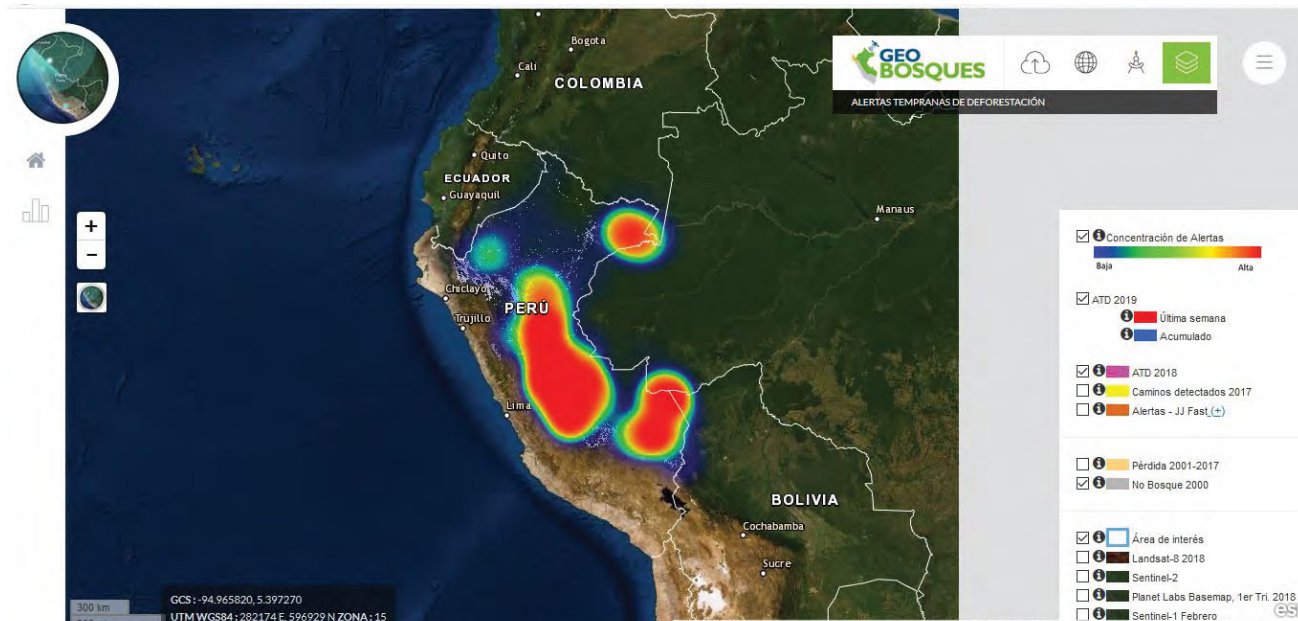 Bogota
Cali
COLOMBIA
Quito
ECUADOR
Guayaquil
Manaus
Chiclayo
PERÚ
Trujillo
Lima
BOLIVIA
Cochabamba
Sucre
GEO
BOSQUES
ALERTAS TEMPRANAS DE DEFORESTACIÓN
+
−
Concentración de Alertas
Baja Alta
ATD 2019
Última semana
Acumulado
ATD 2018
Caminos detectados 2017
Alertas - JJ Fast (+)
Pérdida 2001-2017
No Bosque 2000
Área de interés
Landsat-8 2018
Sentinel-2
Planet Labs Basemap, 1er Tri. 2018
Sentinel-1 Febrero
300 km
GCS : -94.965820, 5.397270
UTM WGS84 : 282174 E, 596929 N ZONA : 15
es